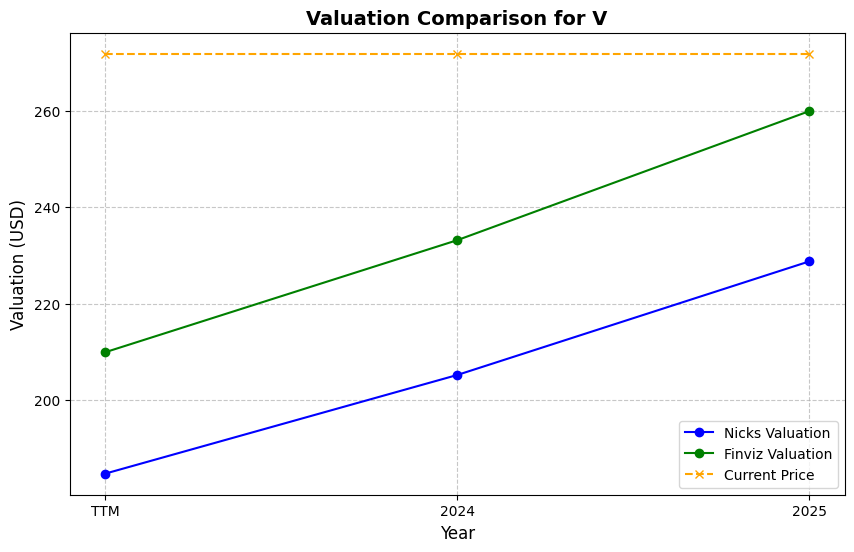 Valuation Comparison for V
Valuation (USD)
260
240
220
200
TTM
2024
2025
Year
Nicks Valuation
Finviz Valuation
Current Price